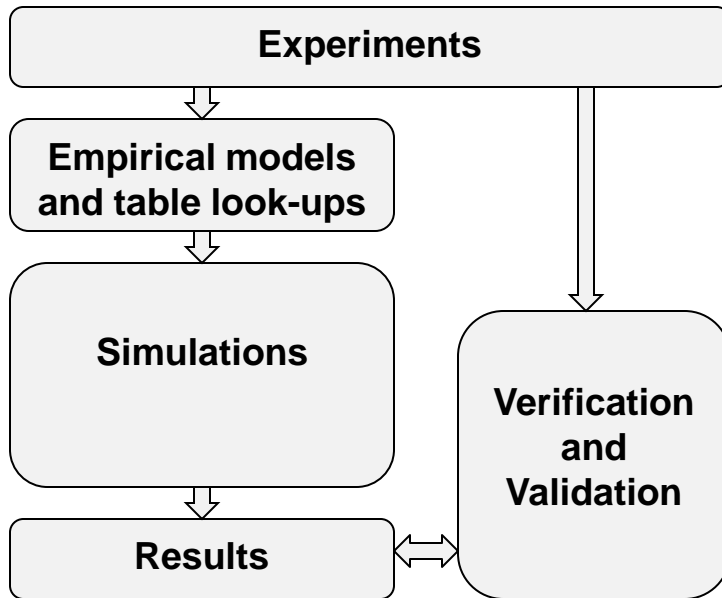 Experiments
Empirical models
and table look-ups
Simulations
Verification
and
Validation
Results